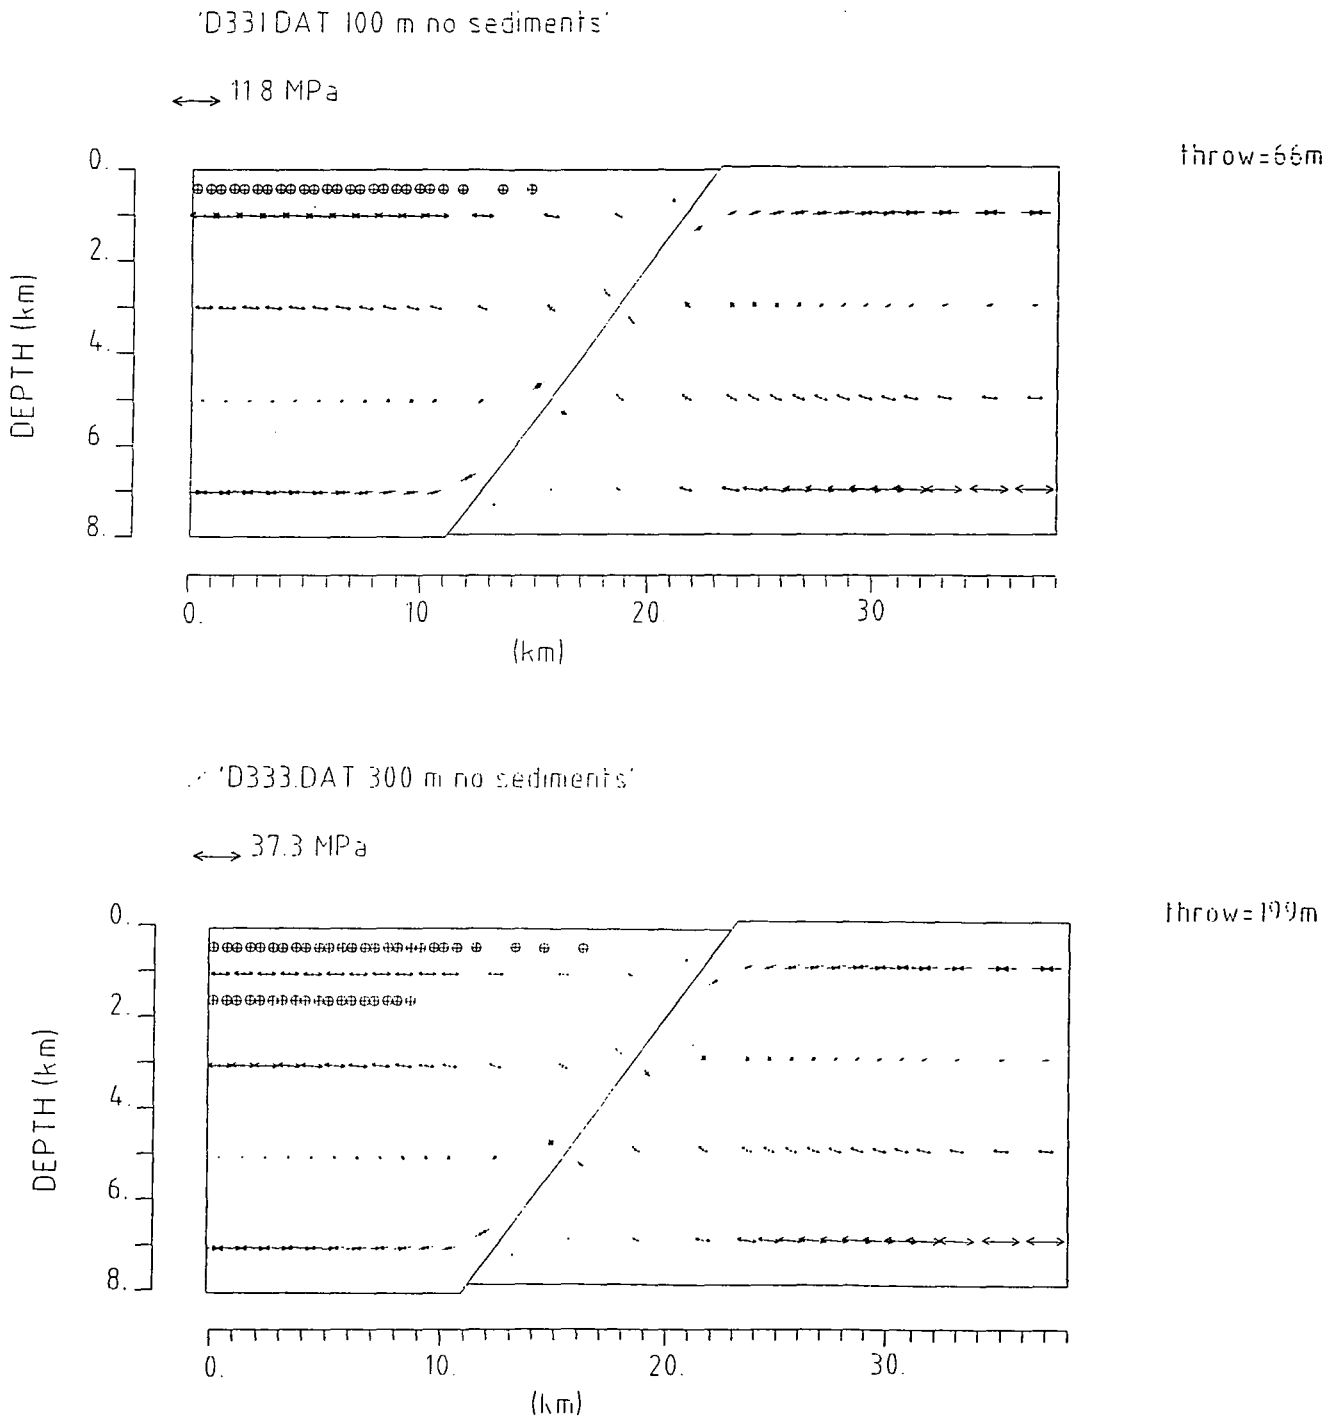 'D331DAT 100 m no sediments'
11 8 MPa
throw=66m
0.
2.
4.
6
8.
DEPTH (km)
0. 10 20. 30
(km)
'D333.DAT 300 m no sediments'
37.3 MPa
throw=199m
0.
2.
4.
6.
8.
DEPTH (km)
0. 10. 20. 30.
(km)